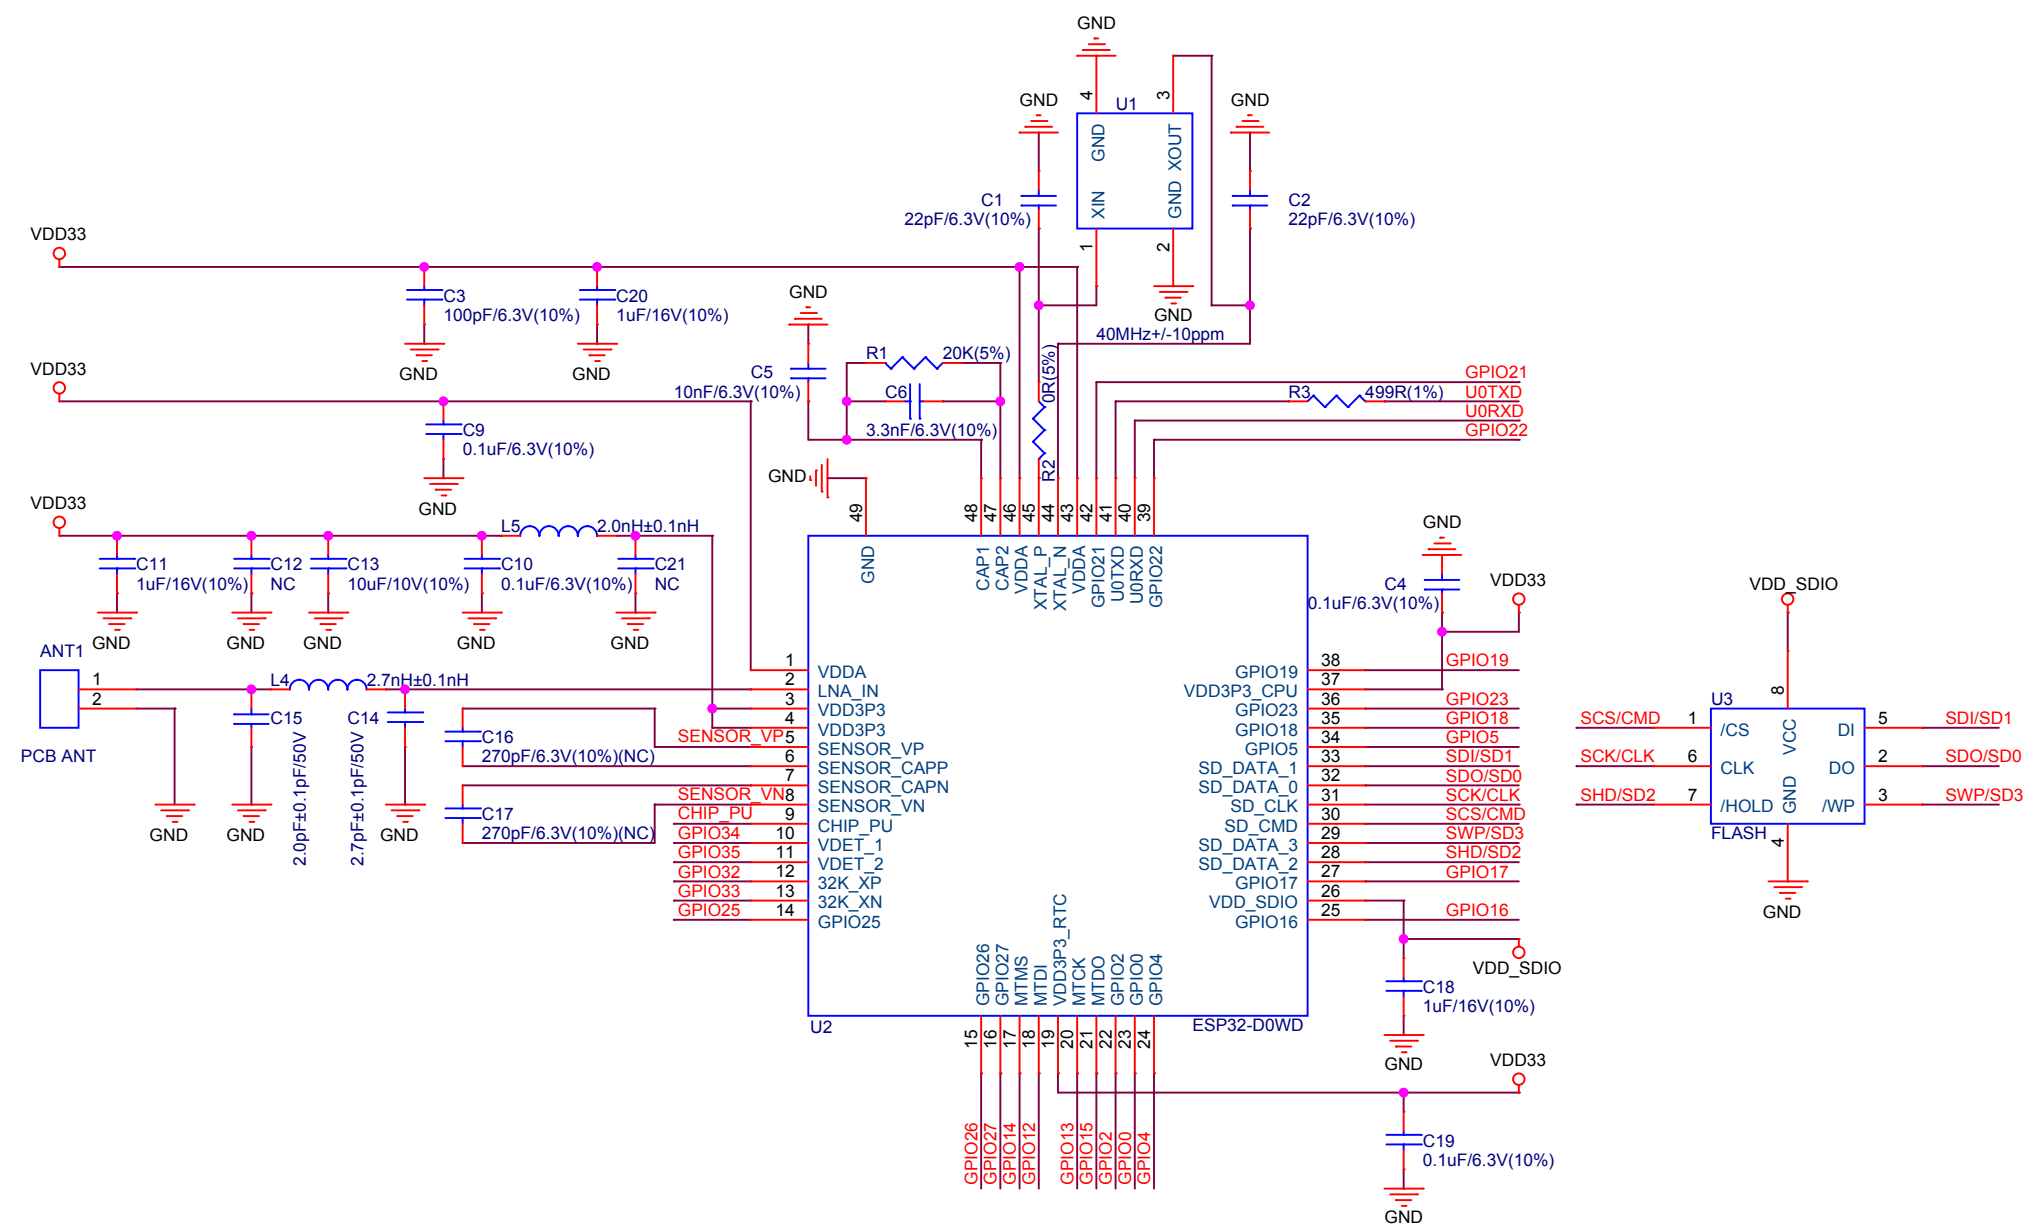 GND
GND
GND
4
3
U1
GND
XOUT
XIN
GND
1
2
C1
22pF/6.3V(10%)
C2
22pF/6.3V(10%)
GND
40MHz+/-10ppm
VDD33
C3
100pF/6.3V(10%)
GND
C20
1uF/16V(10%)
GND
GND
C5
10nF/6.3V(10%)
R1
20K(5%)
C6
3.3nF/6.3V(10%)
0R(5%)
R2
GPIO21
R3
499R(1%)
U0TXD
U0RXD
GPIO22
VDD33
C9
0.1uF/6.3V(10%)
GND
GND
VDD33
L5
2.0nH±0.1nH
C11
1uF/16V(10%)
GND
C12
NC
GND
C13
10uF/10V(10%)
GND
C10
0.1uF/6.3V(10%)
GND
C21
NC
GND
ANT1
1
2
PCB ANT
GND
L4
2.7nH±0.1nH
C15
2.0pF±0.1pF/50V
GND
C14
2.7pF±0.1pF/50V
GND
C16
270pF/6.3V(10%)(NC)
C17
270pF/6.3V(10%)(NC)
SENSOR_VP
SENSOR_VN
CHIP_PU
GPIO34
GPIO35
GPIO32
GPIO33
GPIO25
49
48
47
46
45
44
43
42
41
40
39
GND
CAP1
CAP2
VDDA
XTAL_P
XTAL_N
VDDA
GPIO21
U0TXD
U0RXD
GPIO22
1 VDDA
2 LNA_IN
3 VDD3P3
4 VDD3P3
5 SENSOR_VP
6 SENSOR_CAPP
7 SENSOR_CAPN
8 SENSOR_VN
9 CHIP_PU
10 VDET_1
11 VDET_2
12 32K_XP
13 32K_XN
14 GPIO25
GPIO19 38 GPIO19
VDD3P3_CPU 37
GPIO23 36 GPIO23
GPIO18 35 GPIO18
GPIO5 34 GPIO5
SD_DATA_1 33 SDI/SD1
SD_DATA_0 32 SDO/SD0
SD_CLK 31 SCK/CLK
SD_CMD 30 SCS/CMD
SD_DATA_3 29 SWP/SD3
SD_DATA_2 28 SHD/SD2
GPIO17 27 GPIO17
VDD_SDIO 26
GPIO16 25 GPIO16
GPIO26
GPIO27
MTMS
MTDI
VDD3P3_RTC
MTCK
MTDO
GPIO2
GPIO0
GPIO4
U2
ESP32-D0WD
15
16
17
18
19
20
21
22
23
24
GPIO26
GPIO27
GPIO14
GPIO12
GPIO13
GPIO15
GPIO2
GPIO0
GPIO4
GND
C4
0.1uF/6.3V(10%)
VDD33
VDD_SDIO
C18
1uF/16V(10%)
GND
VDD33
C19
0.1uF/6.3V(10%)
GND
VDD_SDIO
8
U3
SCS/CMD 1 /CS
SCK/CLK 6 CLK
SHD/SD2 7 /HOLD
VCC
GND
DI 5 SDI/SD1
DO 2 SDO/SD0
/WP 3 SWP/SD3
FLASH
4
GND